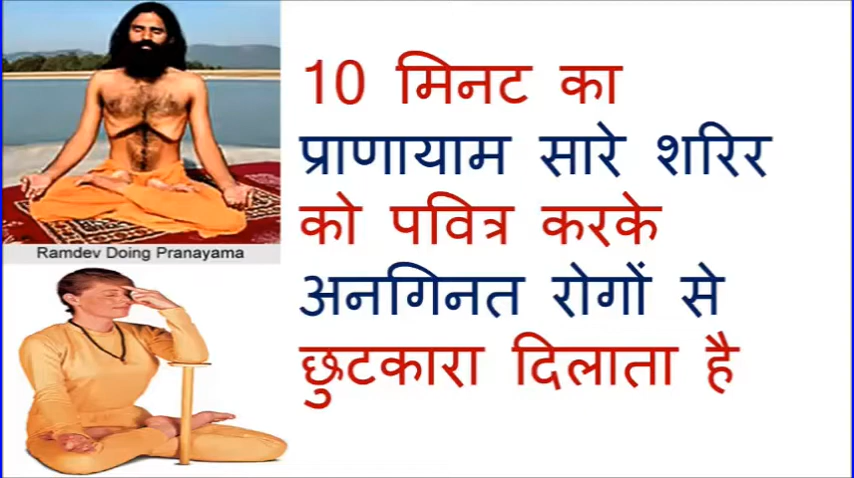 10 मिनट का
प्राणायाम सारे शरिर
को पवित्र करके
अनगिनत रोगों से
छुटकारा दिलाता है
Ramdev Doing Pranayama